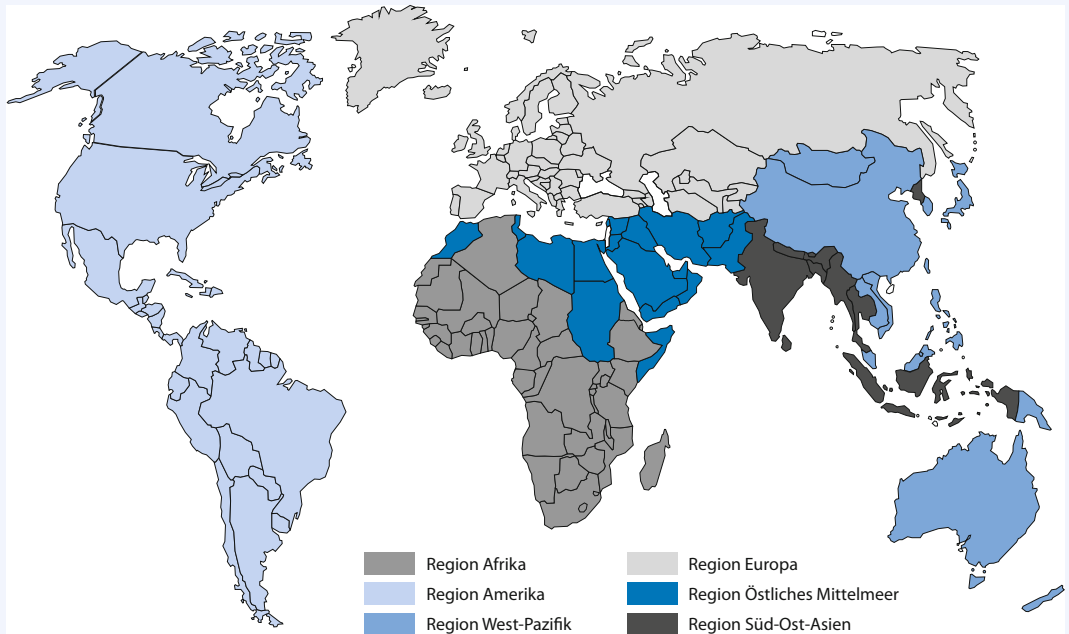 Region Afrika
Region Amerika
Region West-Pazifik
Region Europa
Region Östliches Mittelmeer
Region Süd-Ost-Asien